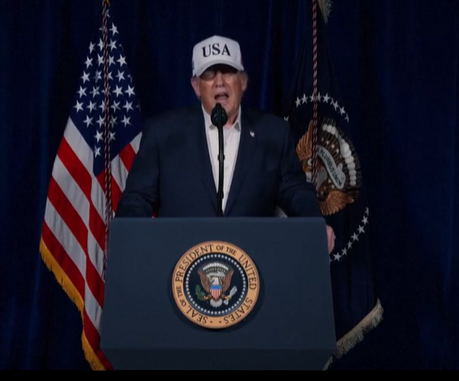 USA
SEAL OF THE PRESIDENT OF THE UNITED STATES